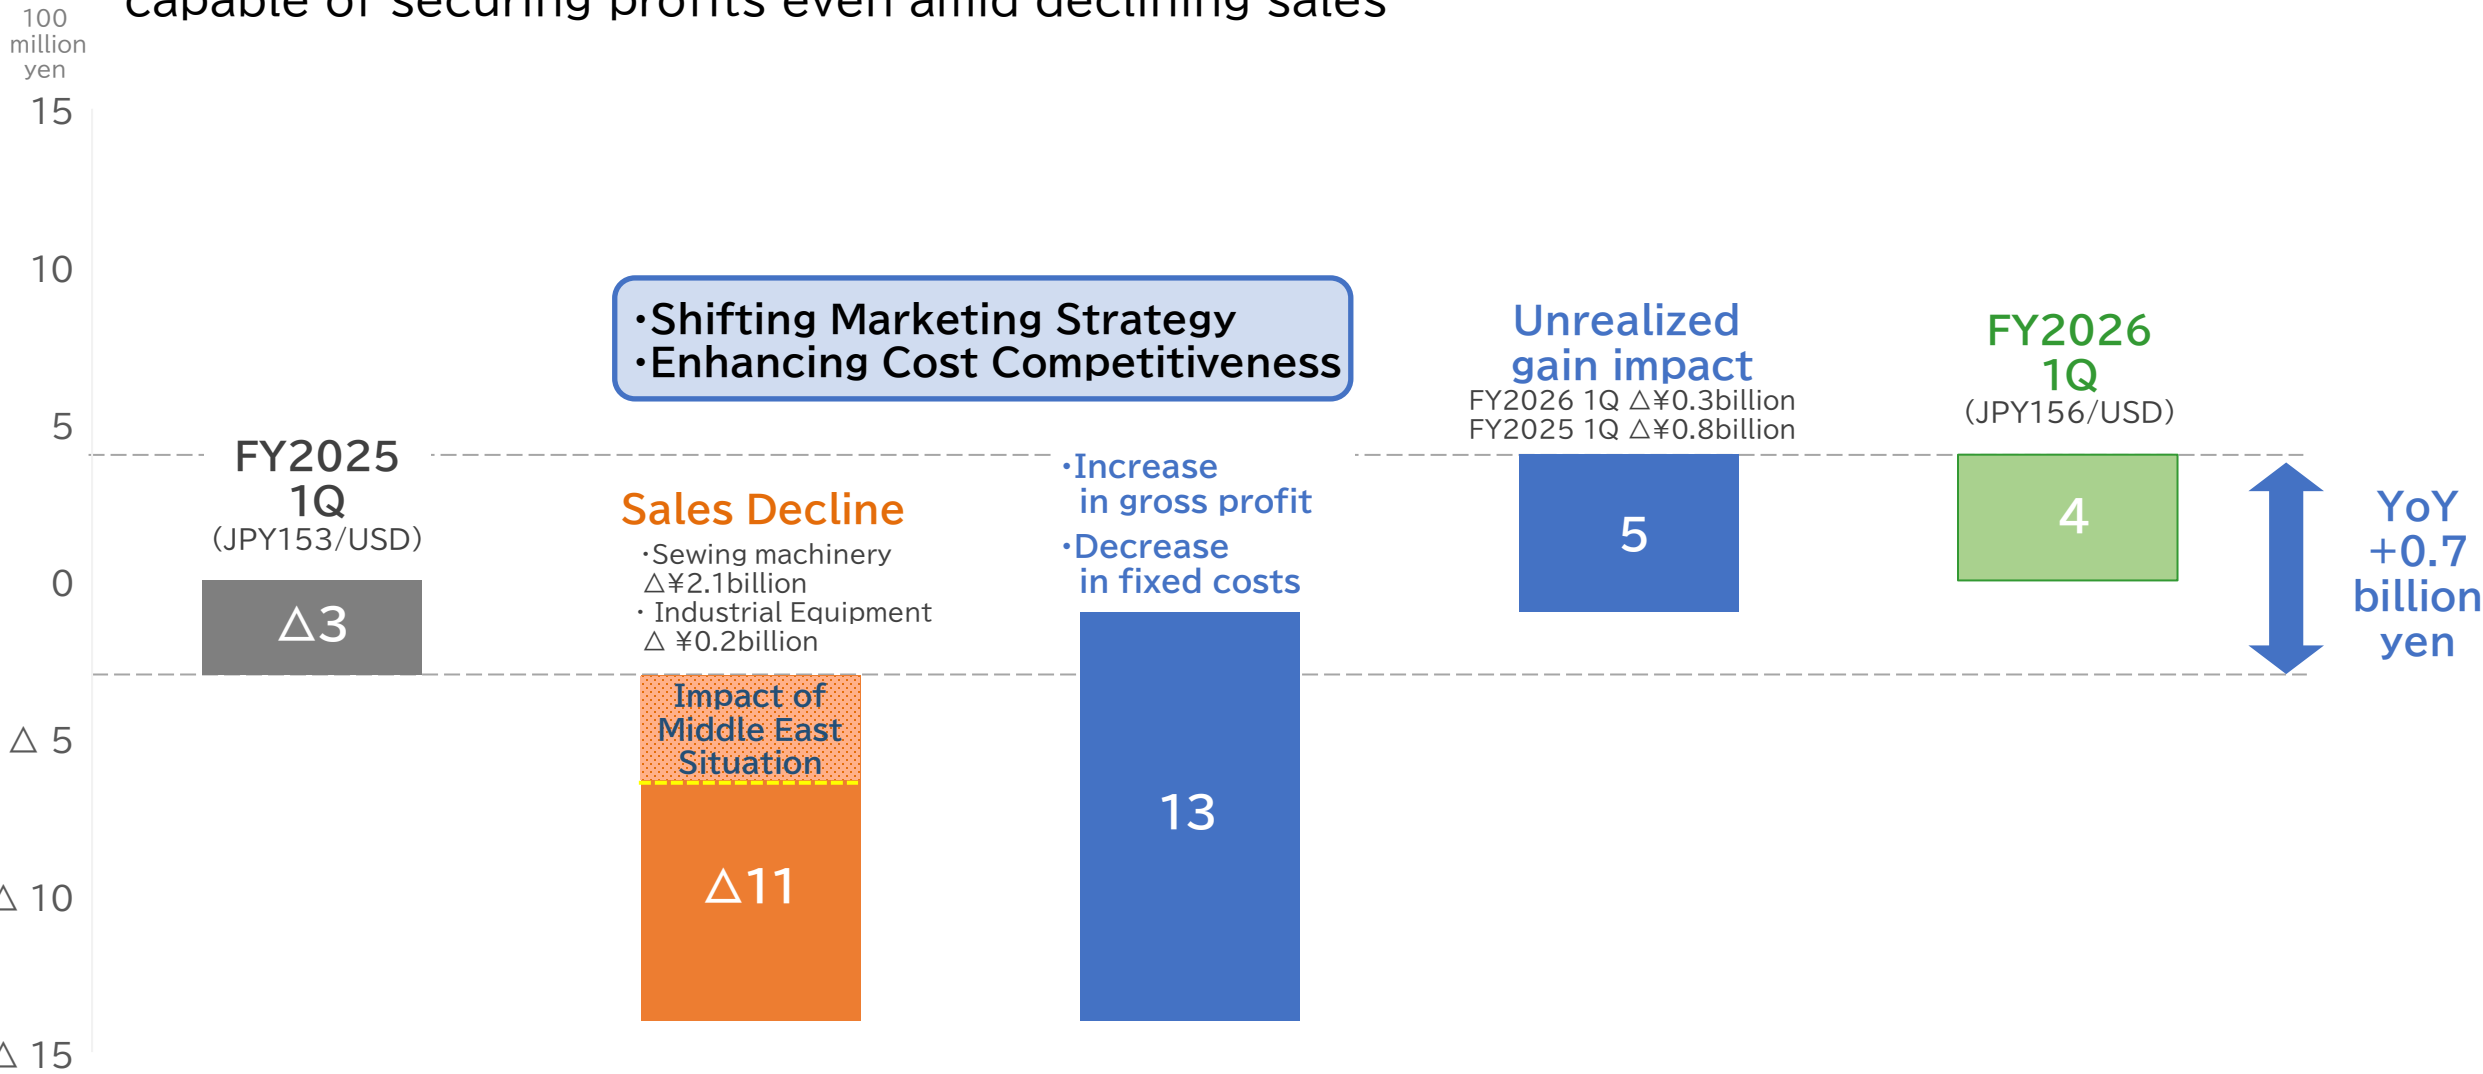 capable of securing profits even amid declining sales
100
million
yen
15
10
5
0
△ 5
△ 10
△ 15
FY2025
1Q
(JPY153/USD)
△3
・Shifting Marketing Strategy
・Enhancing Cost Competitiveness
Sales Decline
・Sewing machinery
△¥2.1billion
・ Industrial Equipment
△ ¥0.2billion
Impact of
Middle East
Situation
△11
・Increase
in gross profit
・Decrease
in fixed costs
13
Unrealized
gain impact
FY2026 1Q △¥0.3billion
FY2025 1Q △¥0.8billion
5
FY2026
1Q
(JPY156/USD)
4
YoY
+0.7
billion
yen